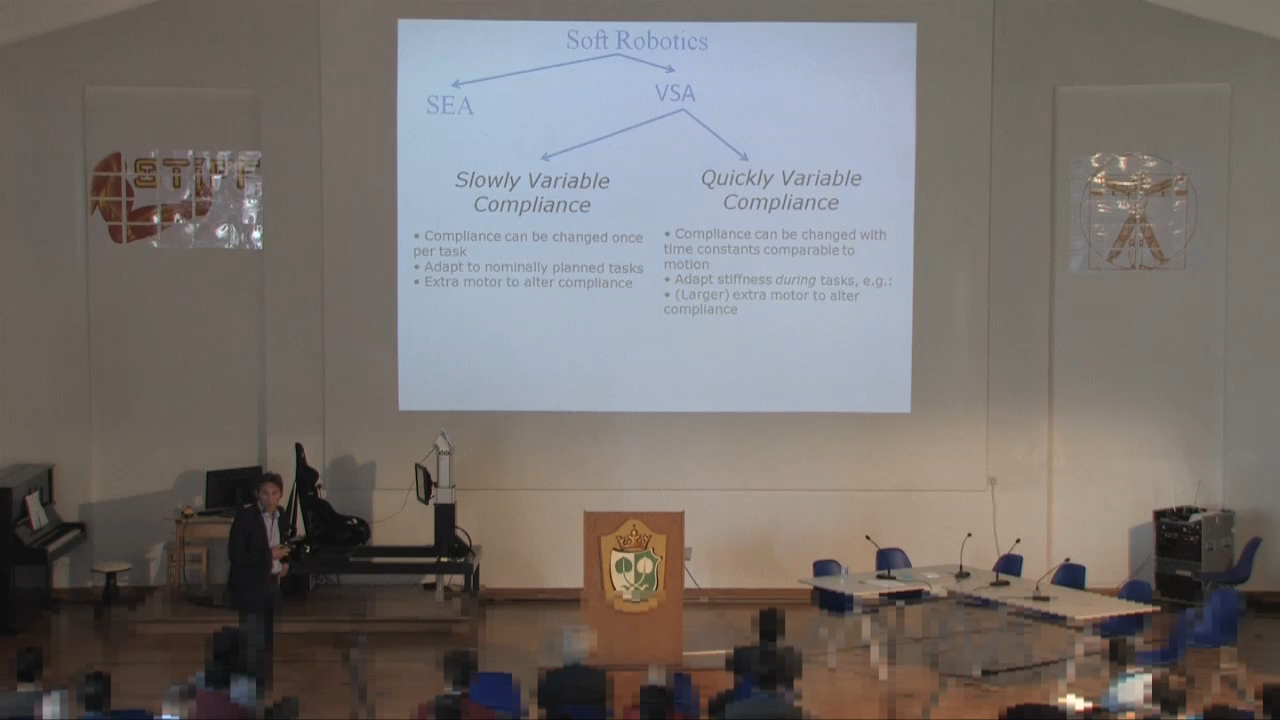 Soft Robotics
SEA
VSA
Slowly Variable
Compliance
• Compliance can be changed once
per task
• Adapt to nominally planned tasks
• Extra motor to alter compliance
Quickly Variable
Compliance
• Compliance can be changed with
time constants comparable to
motion
• Adapt stiffness during tasks, e.g.:
• (Larger) extra motor to alter
compliance
STIFF